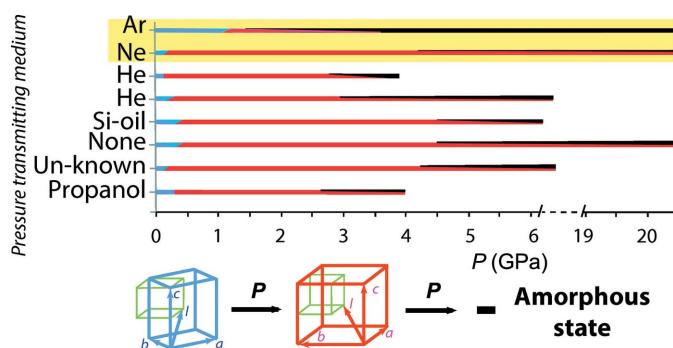 Pressure transmitting medium
Ar
Ne
He
He
Si-oil
None
Un-known
Propanol
0 1 2 3 4 5 6 19 20
P (GPa)
c l b a
P
c l b a
P
Amorphous
state